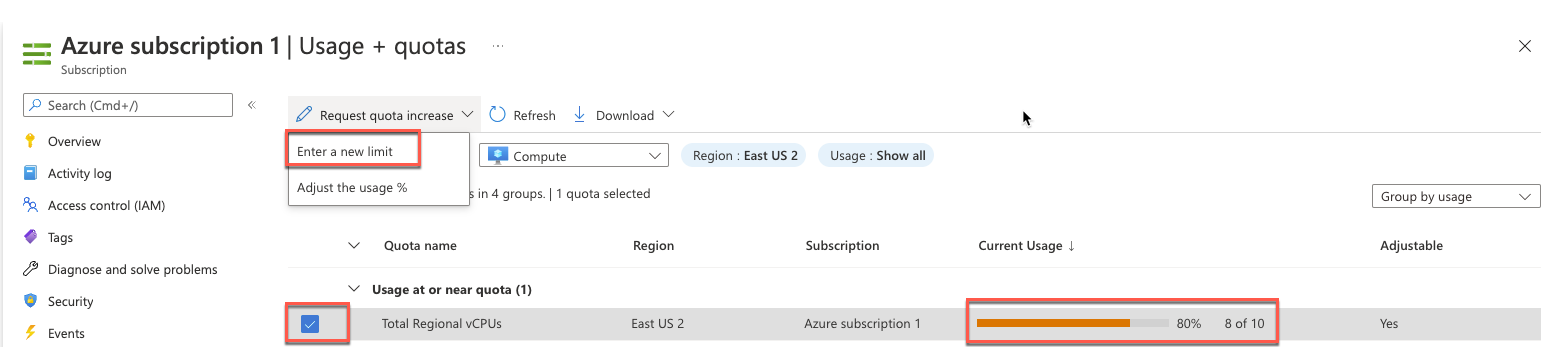 Azure subscription 1 | Usage + quotas ...
Subscription
Search (Cmd+/)
«
Request quota increase
Refresh
Download
Overview
Activity log
Access control (IAM)
Tags
Diagnose and solve problems
Security
Events
Enter a new limit
Adjust the usage %
Compute
Region : East US 2
Usage : Show all
s in 4 groups. | 1 quota selected
Group by usage
Quota name Region Subscription Current Usage ↓ Adjustable
Usage at or near quota (1)
Total Regional vCPUs East US 2 Azure subscription 1 80% 8 of 10 Yes